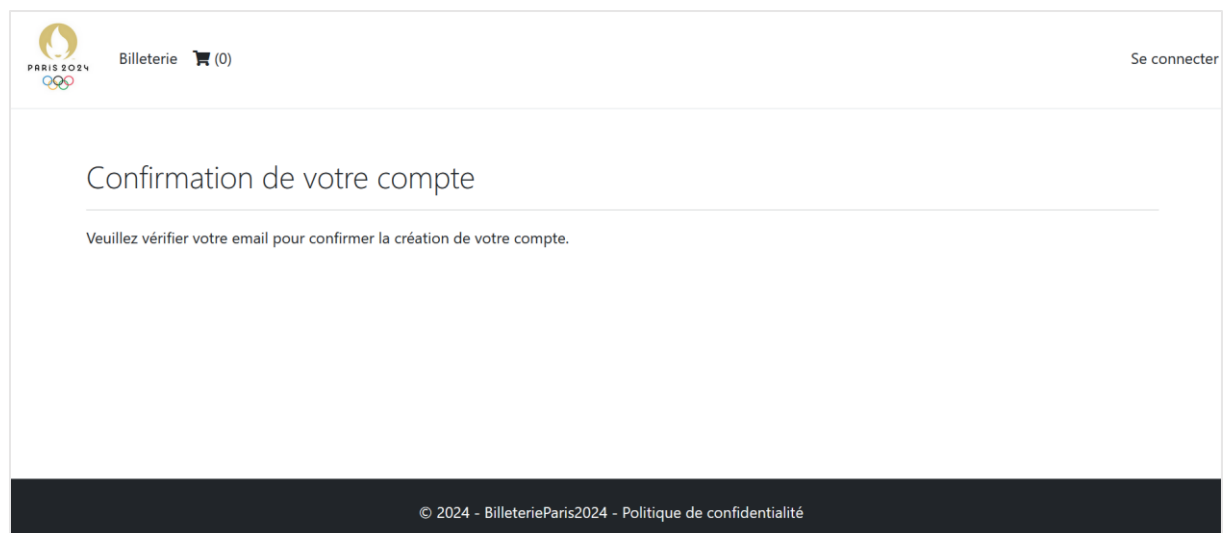 PARIS 2024
Billeterie (0)
Se connecter
Confirmation de votre compte
Veuillez vérifier votre email pour confirmer la création de votre compte.
© 2024 - BilleterieParis2024 - Politique de confidentialité